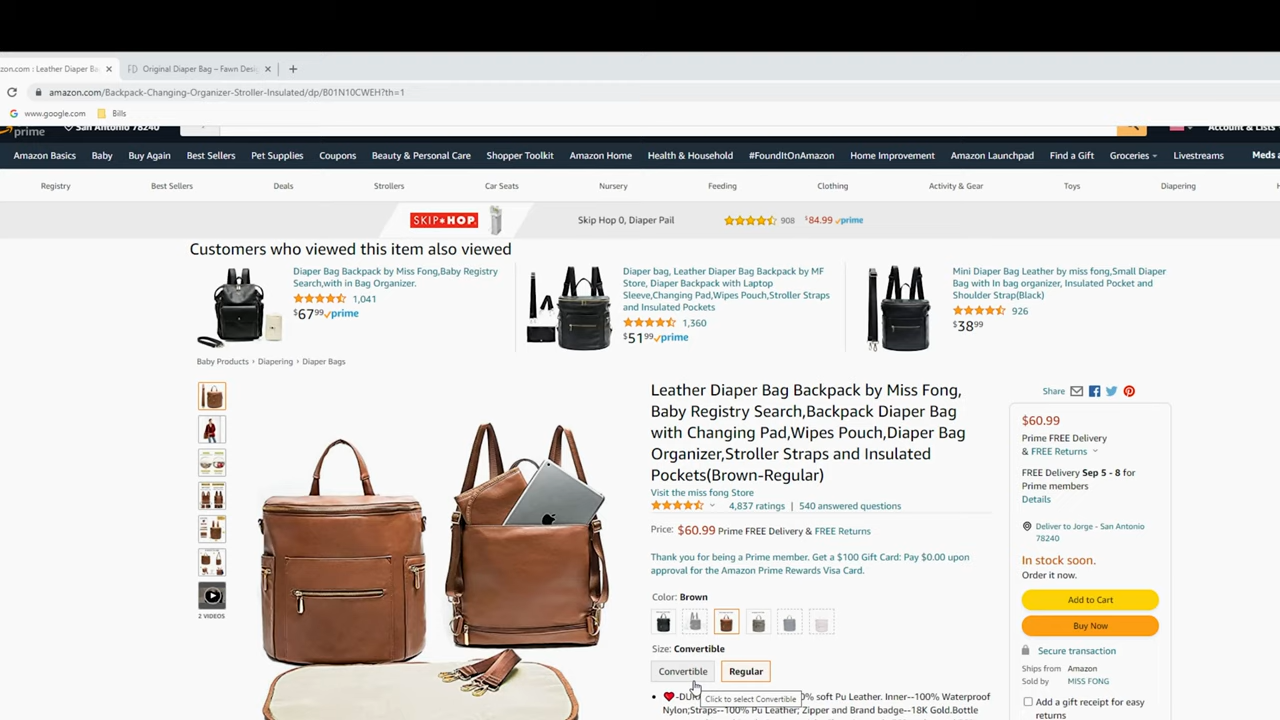 zon.com : Leather Diaper Ba
Original Diaper Bag – Fawn Desi
amazon.com/Backpack-Changing-Organizer-Stroller-Insulated/dp/B01N10CWEH?th=1
www.google.com
Bills
prime
San Antonio 78240
Account & Lists
Amazon Basics
Baby
Buy Again
Best Sellers
Pet Supplies
Coupons
Beauty & Personal Care
Shopper Toolkit
Amazon Home
Health & Household
#FoundItOnAmazon
Home Improvement
Amazon Launchpad
Find a Gift
Groceries
Livestreams
Meds a
Registry
Best Sellers
Deals
Strollers
Car Seats
Nursery
Feeding
Clothing
Activity & Gear
Toys
Diapering
SKIP*HOP
Skip Hop 0, Diaper Pail
908
$84.99 prime
Customers who viewed this item also viewed
Diaper Bag Backpack by Miss Fong,Baby
Registry Search,with in Bag Organizer.
1,041
$67.99 prime
Diaper bag, Leather Diaper Bag Backpack by MF
Store, Diaper Backpack with Laptop
Sleeve,Changing Pad,Wipes Pouch,Stroller Straps
and Insulated Pockets
1,360
$51.99 prime
Mini Diaper Bag Leather by miss fong,Small Diaper
Bag with In bag organizer, Insulated Pocket and
Shoulder Strap(Black)
926
$38.99
Baby Products › Diapering › Diaper Bags
2 VIDEOS
Leather Diaper Bag Backpack by Miss Fong,
Baby Registry Search,Backpack Diaper Bag
with Changing Pad,Wipes Pouch,Diaper Bag
Organizer,Stroller Straps and Insulated
Pockets(Brown-Regular)
Visit the miss fong Store
4,837 ratings | 540 answered questions
Price: $60.99 Prime FREE Delivery & FREE Returns
Thank you for being a Prime member. Get a $100 Gift Card: Pay $0.00 upon
approval for the Amazon Prime Rewards Visa Card.
Color: Brown
Size: Convertible
Convertible
Regular
Click to select Convertible
0% soft Pu Leather. Inner--100% Waterproof
Nylon;Straps--100% Pu Leather, Zipper and Brand badge--18K Gold.Bottle
Share
$60.99
Prime FREE Delivery
& FREE Returns
FREE Delivery Sep 5 - 8 for
Prime members
Details
Deliver to Jorge - San Antonio
78240
In stock soon.
Order it now.
Add to Cart
Buy Now
Secure transaction
Ships from Amazon
Sold by MISS FONG
Add a gift receipt for easy
returns